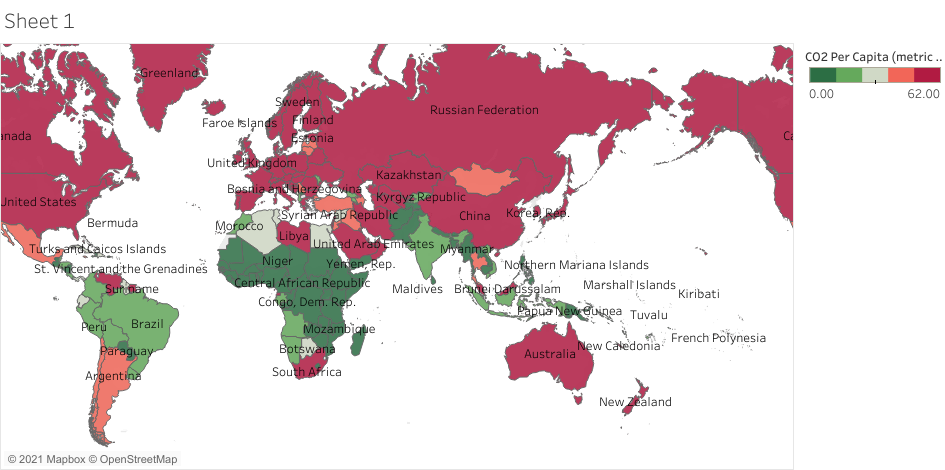 Sheet 1
CO2 Per Capita (metric ..
0.00 62.00
Greenland
Sweden
Russian Federation
Faroe Islands
Finland
anada
Ca
Estonia
United Kingdom
Kazakhstan
Bosnia and Herzegovina
Kyrgyz Republic
United States
Syrian Arab Republic
China
Korea, Rep.
Bermuda
Morocco
Libya
United Arab Emirates
Myanmar
Turks and Caicos Islands
Niger
Yemen, Rep.
Northern Mariana Islands
St. Vincent and the Grenadines
Central African Republic
Suriname
Maldives
Brunei Darussalam
Marshall Islands
Kiribati
Congo, Dem. Rep.
Papua New Guinea
Tuvalu
Peru
Brazil
Mozambique
French Polynesia
New Caledonia
Paraguay
Botswana
Australia
Argentina
South Africa
New Zealand
© 2021 Mapbox © OpenStreetMap